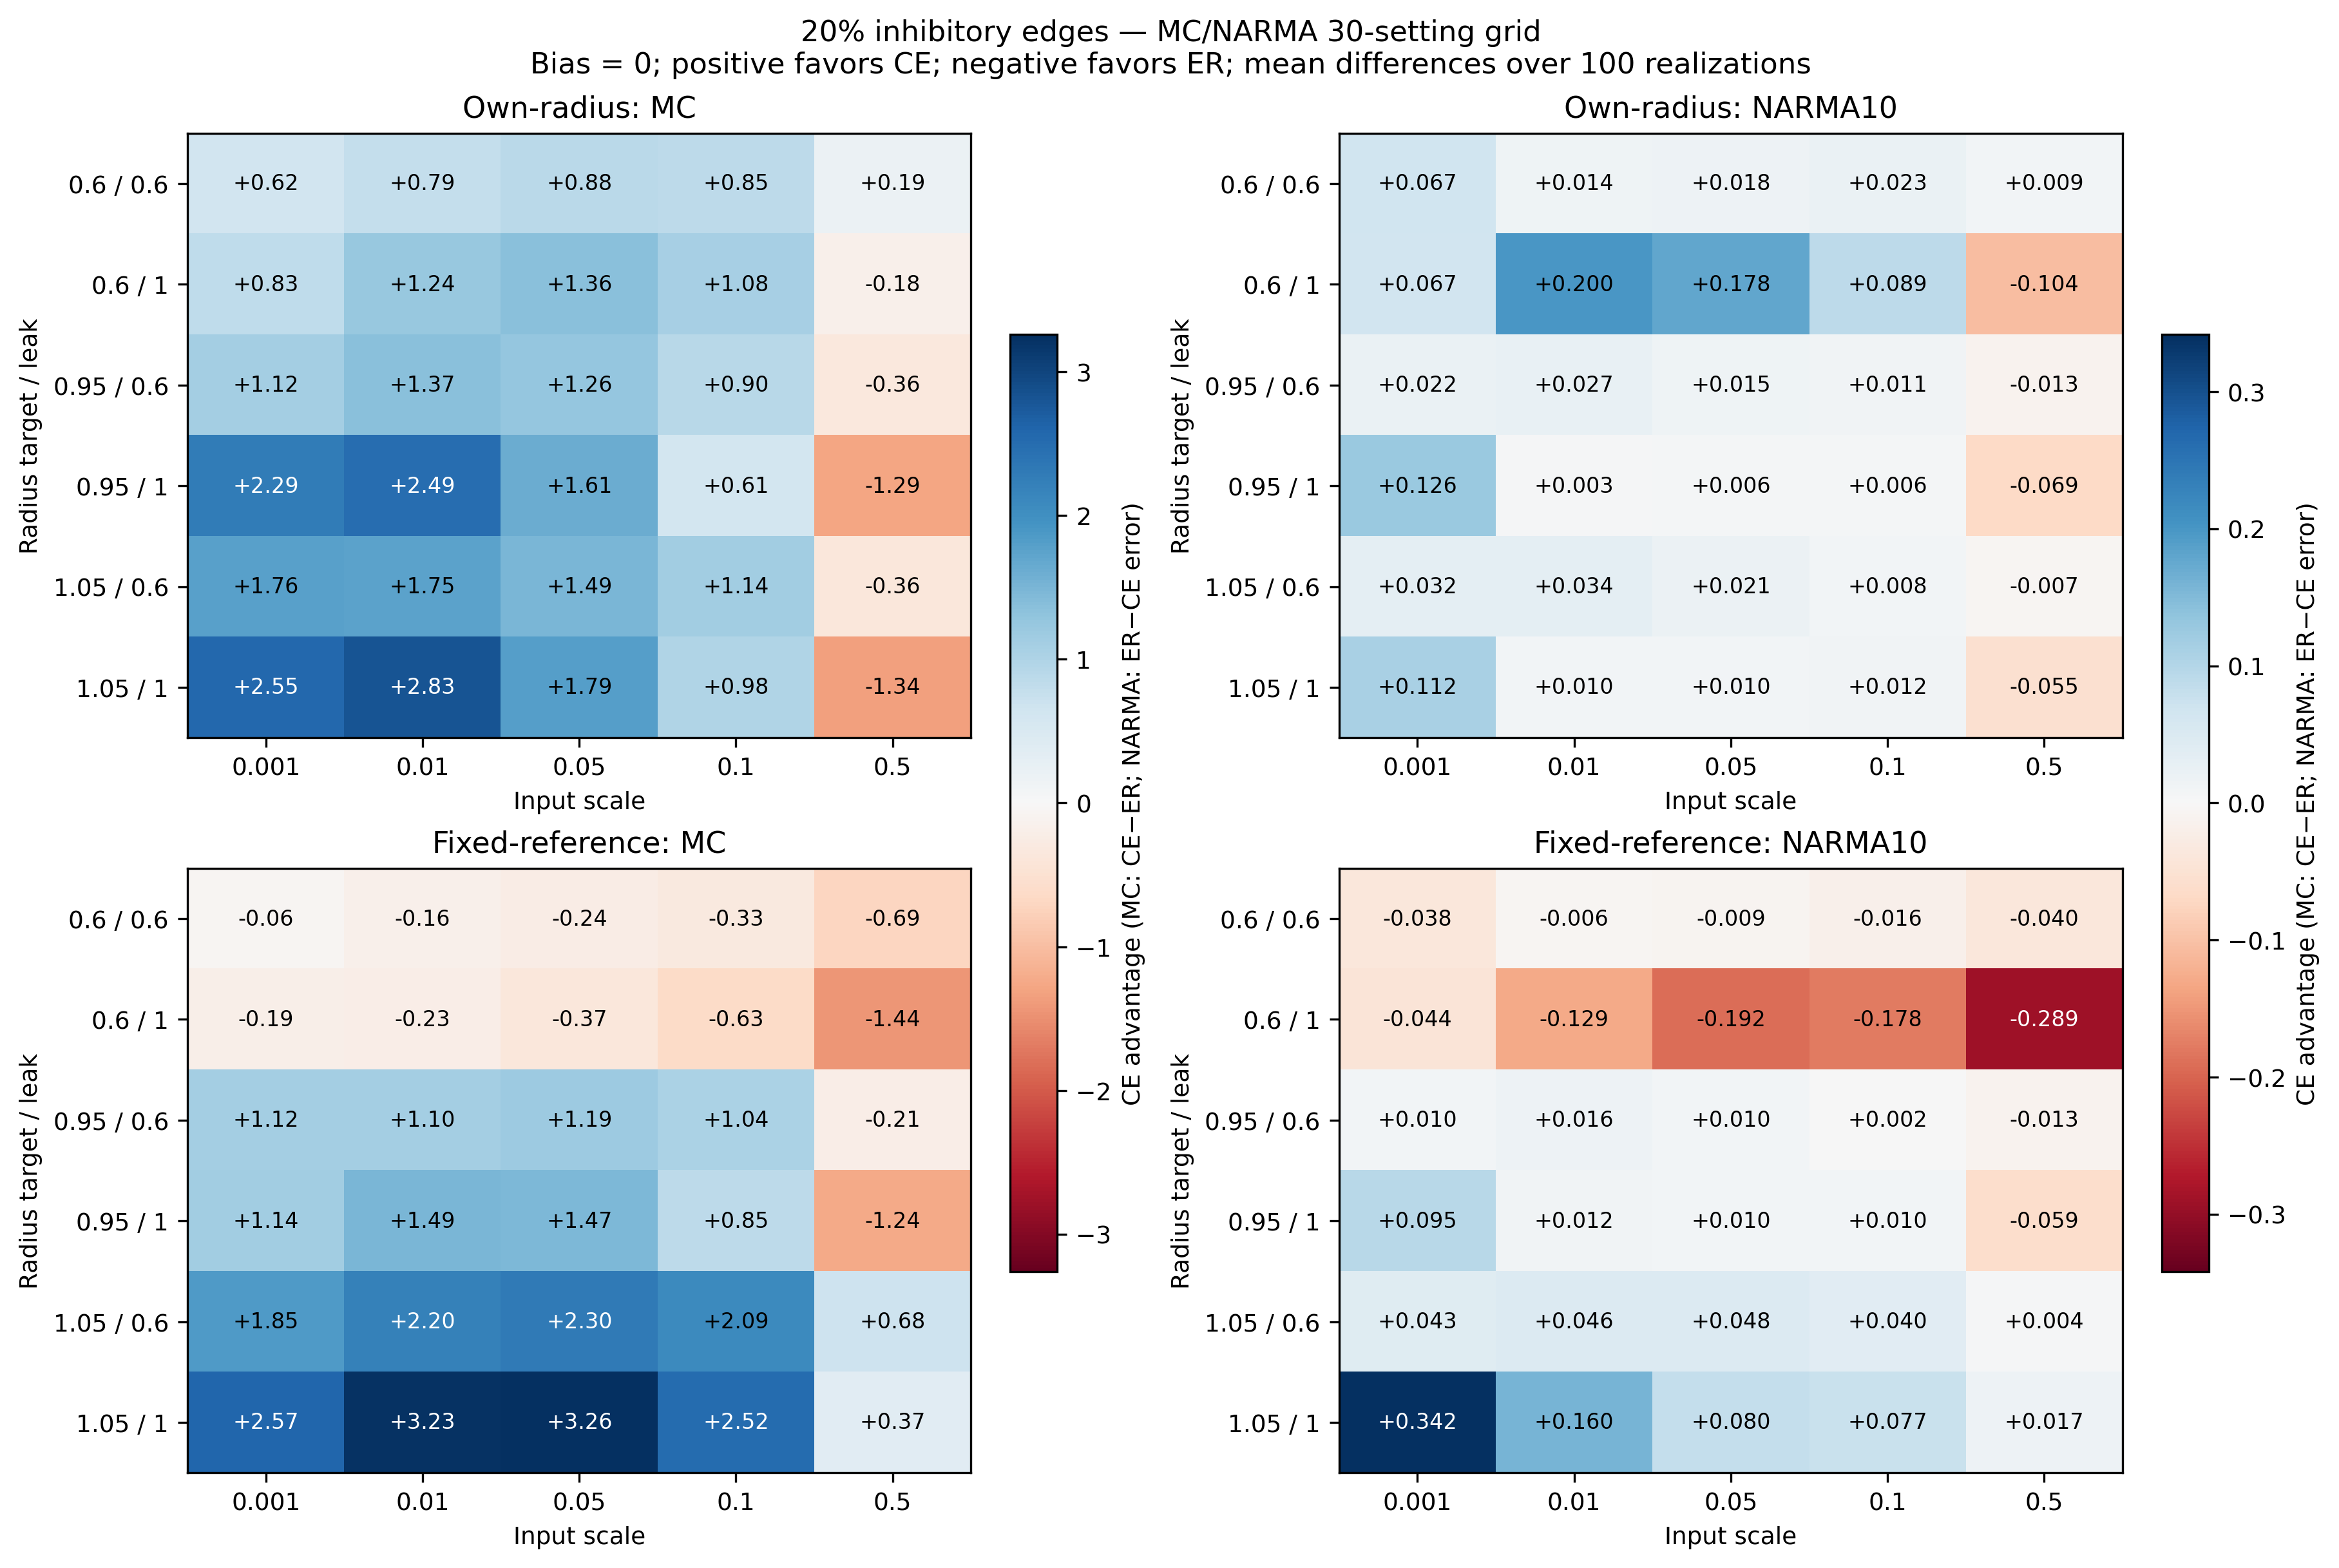 20% inhibitory edges — MC/NARMA 30-setting grid
Bias = 0; positive favors CE; negative favors ER; mean differences over 100 realizations
Own-radius: MC
Radius target / leak
0.6 / 0.6 +0.62 +0.79 +0.88 +0.85 +0.19
0.6 / 1 +0.83 +1.24 +1.36 +1.08 -0.18
0.95 / 0.6 +1.12 +1.37 +1.26 +0.90 -0.36
0.95 / 1 +2.29 +2.49 +1.61 +0.61 -1.29
1.05 / 0.6 +1.76 +1.75 +1.49 +1.14 -0.36
1.05 / 1 +2.55 +2.83 +1.79 +0.98 -1.34
0.001 0.01 0.05 0.1 0.5
Input scale
Own-radius: NARMA10
Radius target / leak
0.6 / 0.6 +0.067 +0.014 +0.018 +0.023 +0.009
0.6 / 1 +0.067 +0.200 +0.178 +0.089 -0.104
0.95 / 0.6 +0.022 +0.027 +0.015 +0.011 -0.013
0.95 / 1 +0.126 +0.003 +0.006 +0.006 -0.069
1.05 / 0.6 +0.032 +0.034 +0.021 +0.008 -0.007
1.05 / 1 +0.112 +0.010 +0.010 +0.012 -0.055
0.001 0.01 0.05 0.1 0.5
Input scale
Fixed-reference: MC
Radius target / leak
0.6 / 0.6 -0.06 -0.16 -0.24 -0.33 -0.69
0.6 / 1 -0.19 -0.23 -0.37 -0.63 -1.44
0.95 / 0.6 +1.12 +1.10 +1.19 +1.04 -0.21
0.95 / 1 +1.14 +1.49 +1.47 +0.85 -1.24
1.05 / 0.6 +1.85 +2.20 +2.30 +2.09 +0.68
1.05 / 1 +2.57 +3.23 +3.26 +2.52 +0.37
0.001 0.01 0.05 0.1 0.5
Input scale
3
2
1
0
−1
−2
−3
CE advantage (MC: CE−ER; NARMA: ER−CE error)
Fixed-reference: NARMA10
Radius target / leak
0.6 / 0.6 -0.038 -0.006 -0.009 -0.016 -0.040
0.6 / 1 -0.044 -0.129 -0.192 -0.178 -0.289
0.95 / 0.6 +0.010 +0.016 +0.010 +0.002 -0.013
0.95 / 1 +0.095 +0.012 +0.010 +0.010 -0.059
1.05 / 0.6 +0.043 +0.046 +0.048 +0.040 +0.004
1.05 / 1 +0.342 +0.160 +0.080 +0.077 +0.017
0.001 0.01 0.05 0.1 0.5
Input scale
0.3
0.2
0.1
0.0
−0.1
−0.2
−0.3
CE advantage (MC: CE−ER; NARMA: ER−CE error)